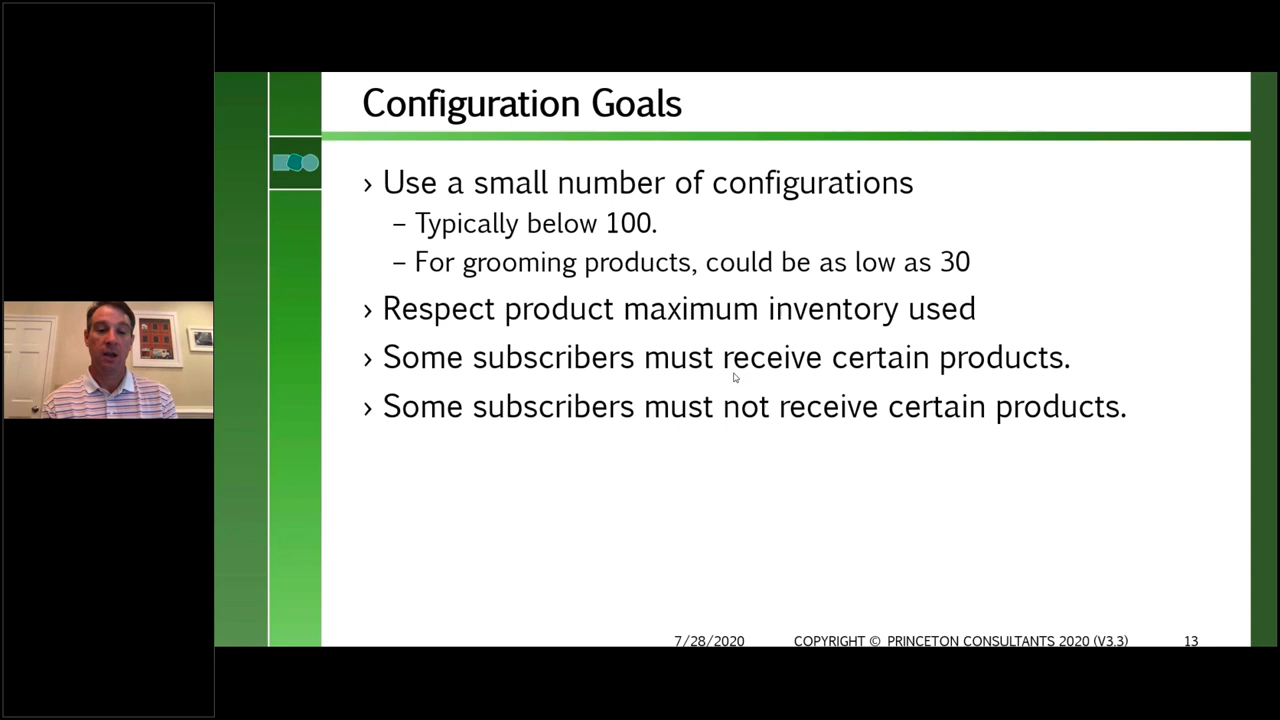 Configuration Goals
› Use a small number of configurations
– Typically below 100.
– For grooming products, could be as low as 30
› Respect product maximum inventory used
› Some subscribers must receive certain products.
› Some subscribers must not receive certain products.
7/28/2020 COPYRIGHT © PRINCETON CONSULTANTS 2020 (V3.3) 13